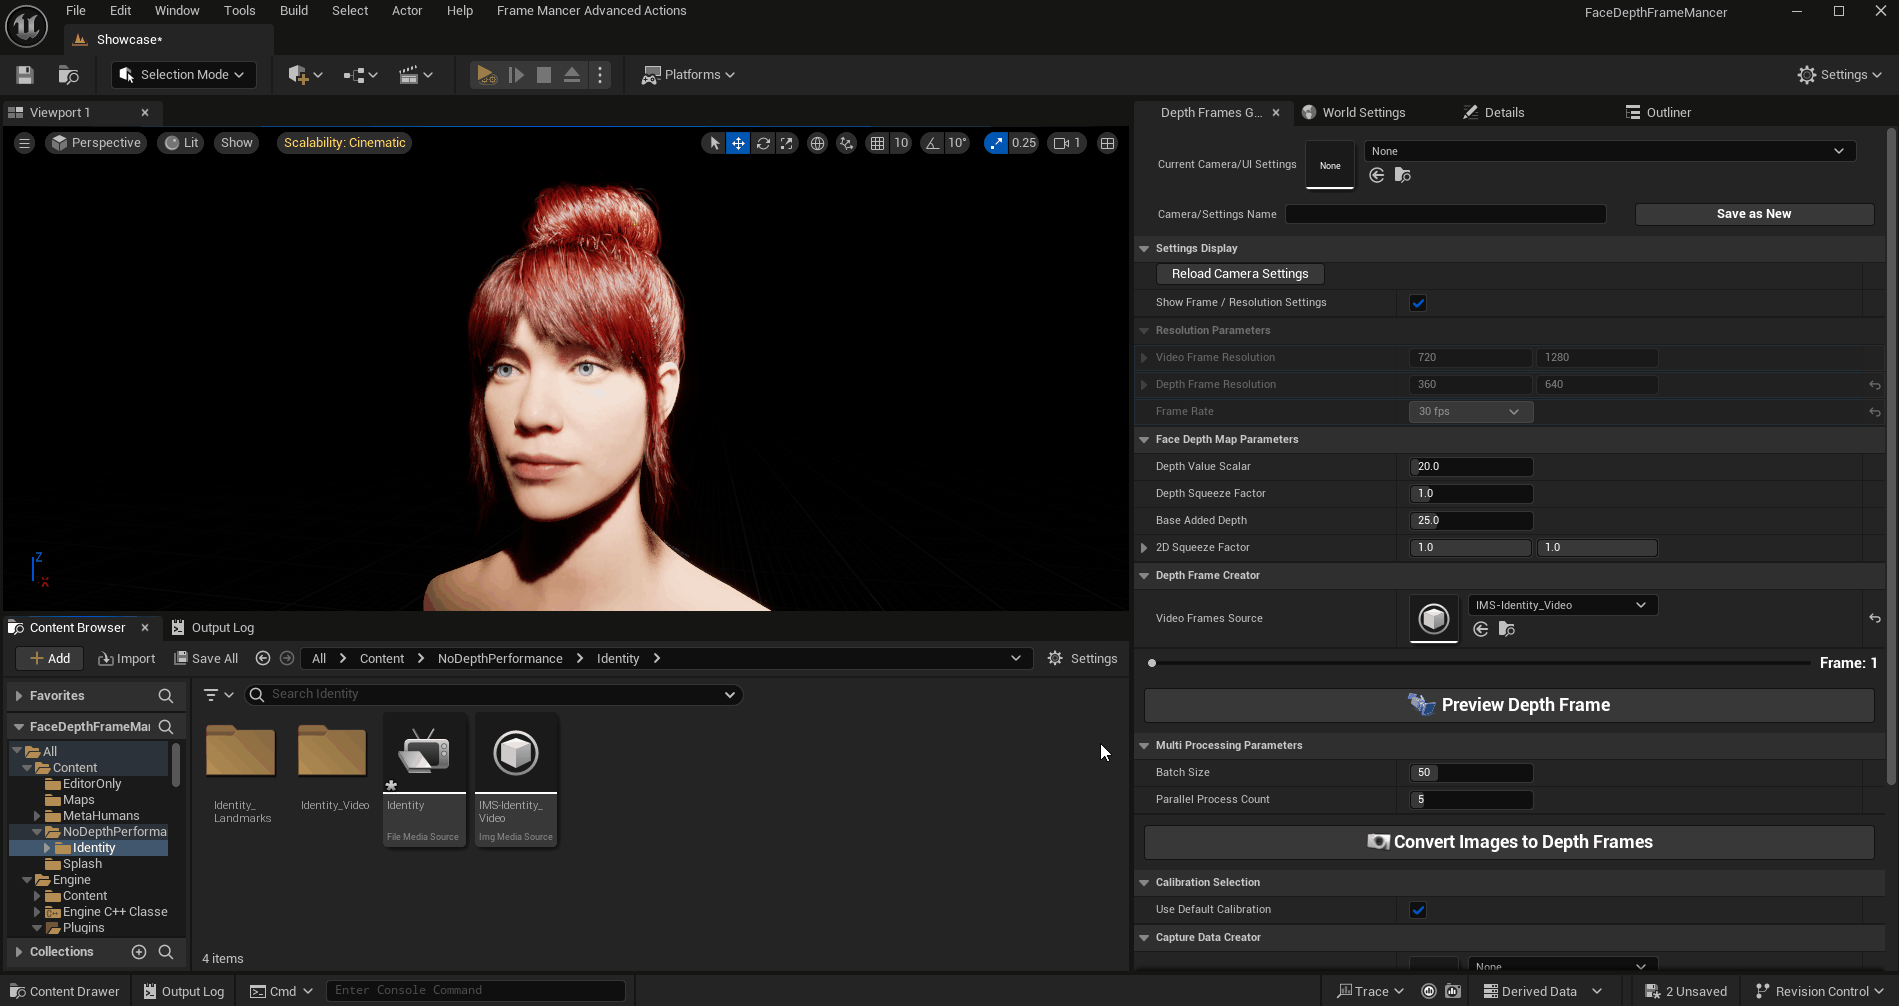 File Edit Window Tools Build Select Actor Help Frame Mancer Advanced Actions
FaceDepthFrameMancer
Showcase*
Selection Mode
Platforms
Settings
Viewport 1
Perspective Lit Show Scalability: Cinematic
10 10° 0.25 1
Z
X
Depth Frames G... World Settings Details Outliner
Current Camera/UI Settings None None
Camera/Settings Name Save as New
Settings Display
Reload Camera Settings
Show Frame / Resolution Settings
Resolution Parameters
Video Frame Resolution 720 1280
Depth Frame Resolution 360 640
Frame Rate 30 fps
Face Depth Map Parameters
Depth Value Scalar 20.0
Depth Squeeze Factor 1.0
Base Added Depth 25.0
2D Squeeze Factor 1.0 1.0
Depth Frame Creator
Video Frames Source IMS-Identity_Video
Frame: 1
Preview Depth Frame
Multi Processing Parameters
Batch Size 50
Parallel Process Count 5
Convert Images to Depth Frames
Calibration Selection
Use Default Calibration
Capture Data Creator
None
Content Browser Output Log
Add Import Save All All Content NoDepthPerformance Identity Settings
Favorites
Search Identity
FaceDepthFrameMa
All
Content
EditorOnly
Maps
MetaHumans
NoDepthPerforma
Identity
Splash
Engine
Content
Engine C++ Classe
Plugins
Collections
Identity_
Landmarks
Identity_Video
Identity
File Media Source
IMS-Identity_
Video
Img Media Source
4 items
Content Drawer Output Log Cmd Enter Console Command Trace Derived Data 2 Unsaved Revision Control